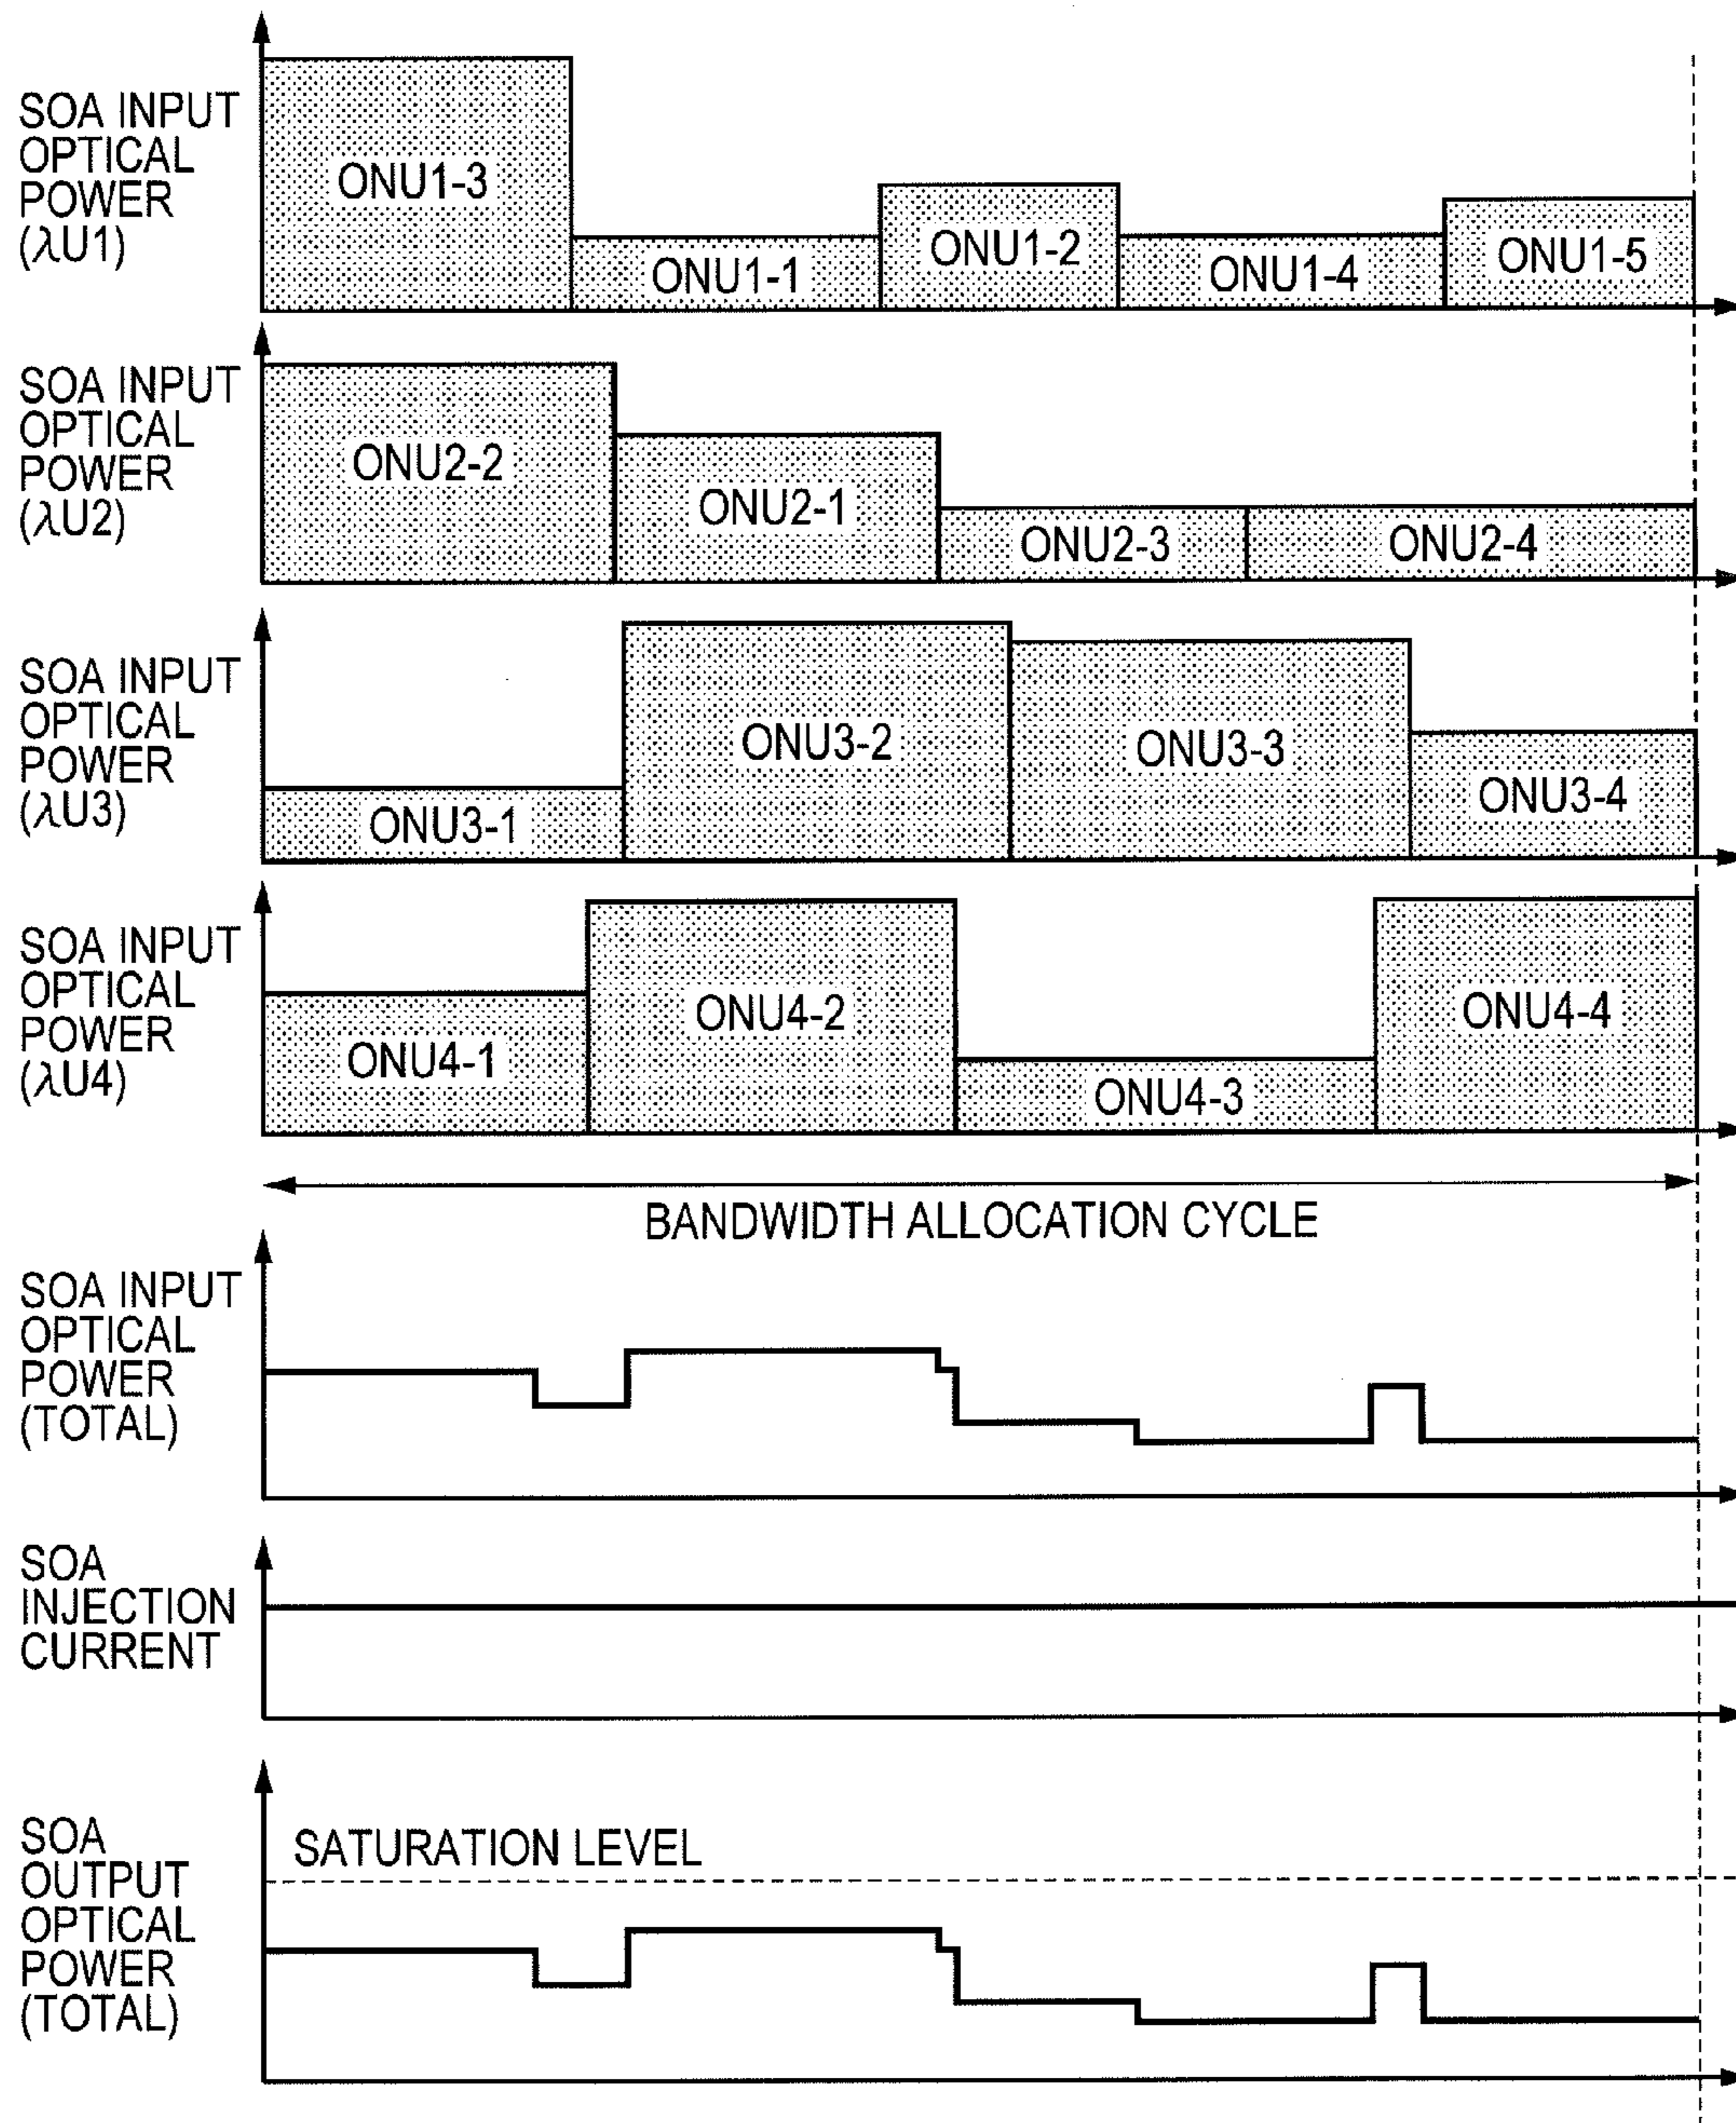 SOA INPUT
OPTICAL
POWER
(λU1)
ONU1-3
ONU1-1
ONU1-2
ONU1-4
ONU1-5
SOA INPUT
OPTICAL
POWER
(λU2)
ONU2-2
ONU2-1
ONU2-3
ONU2-4
SOA INPUT
OPTICAL
POWER
(λU3)
ONU3-1
ONU3-2
ONU3-3
ONU3-4
SOA INPUT
OPTICAL
POWER
(λU4)
ONU4-1
ONU4-2
ONU4-3
ONU4-4
BANDWIDTH ALLOCATION CYCLE
SOA INPUT
OPTICAL
POWER
(TOTAL)
SOA
INJECTION
CURRENT
SOA
OUTPUT
OPTICAL
POWER
(TOTAL)
SATURATION LEVEL